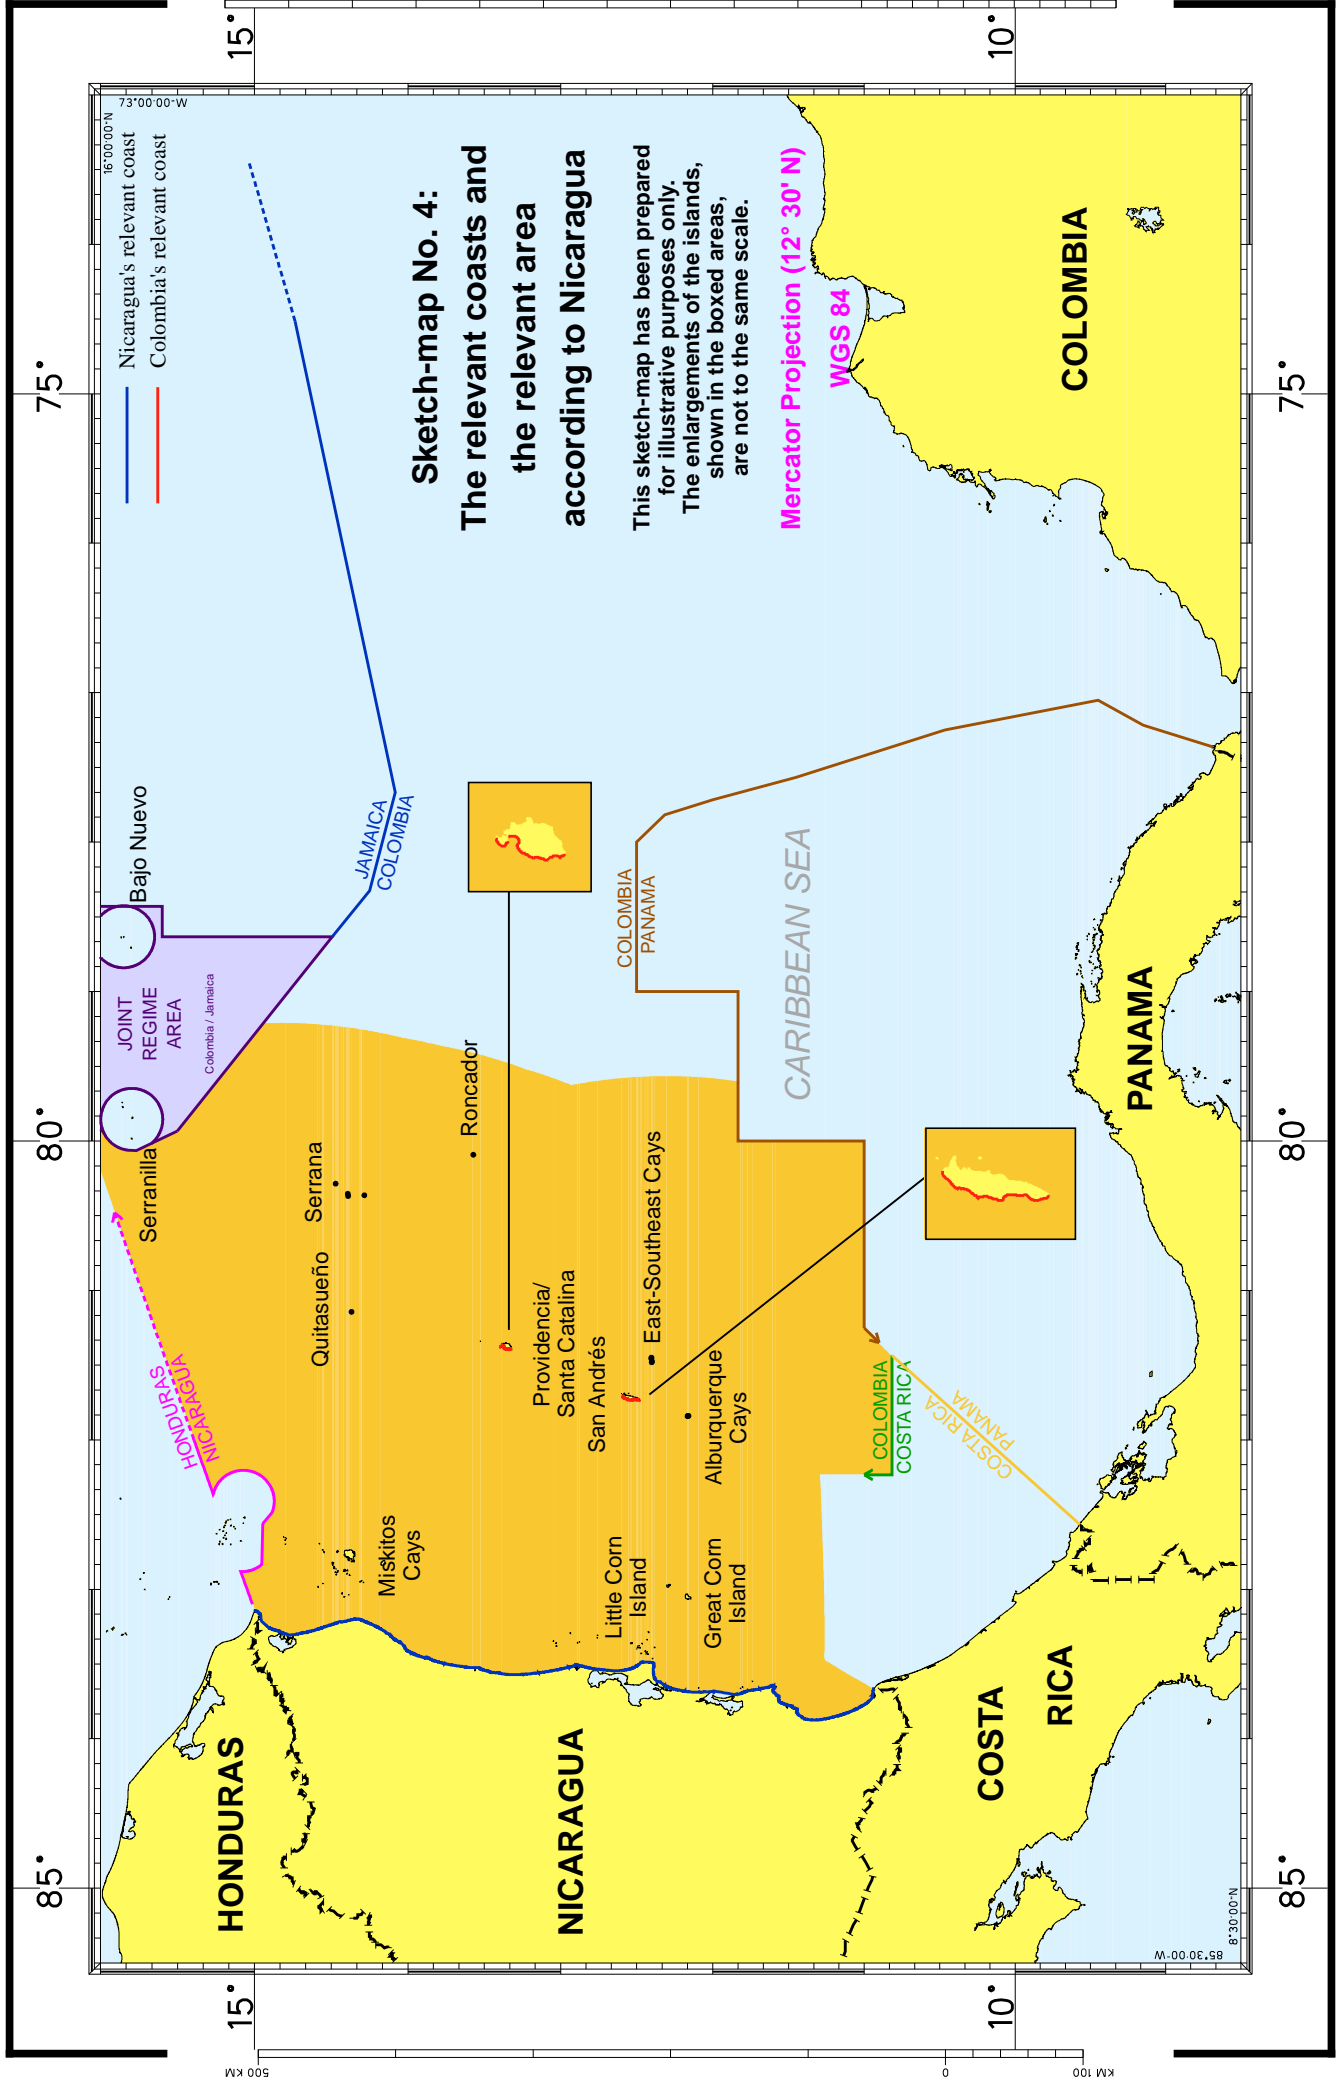 Nicaragua's relevant coast
Colombia's relevant coast
16°00'00"N
73°00'00"W
Sketch-map No. 4:
The relevant coasts and
the relevant area
according to Nicaragua
This sketch-map has been prepared
for illustrative purposes only.
The enlargements of the islands,
shown in the boxed areas,
are not to the same scale.
Mercator Projection (12° 30' N)
WGS 84
85°
80°
75°
15°
15°
10°
10°
85°
80°
75°
HONDURAS
NICARAGUA
COSTA
RICA
PANAMA
COLOMBIA
CARIBBEAN SEA
HONDURAS
NICARAGUA
JOINT
REGIME
AREA
Colombia / Jamaica
Bajo Nuevo
Serranilla
JAMAICA
COLOMBIA
Quitasueño
Serrana
Roncador
Miskitos
Cays
Providencia/
Santa Catalina
San Andrés
East-Southeast Cays
Alburquerque
Cays
Little Corn
Island
Great Corn
Island
COLOMBIA
PANAMA
COLOMBIA
COSTA RICA
COSTA RICA
PANAMA
85°30'00"W
8°30'00"N
500 KM
0
KM 100